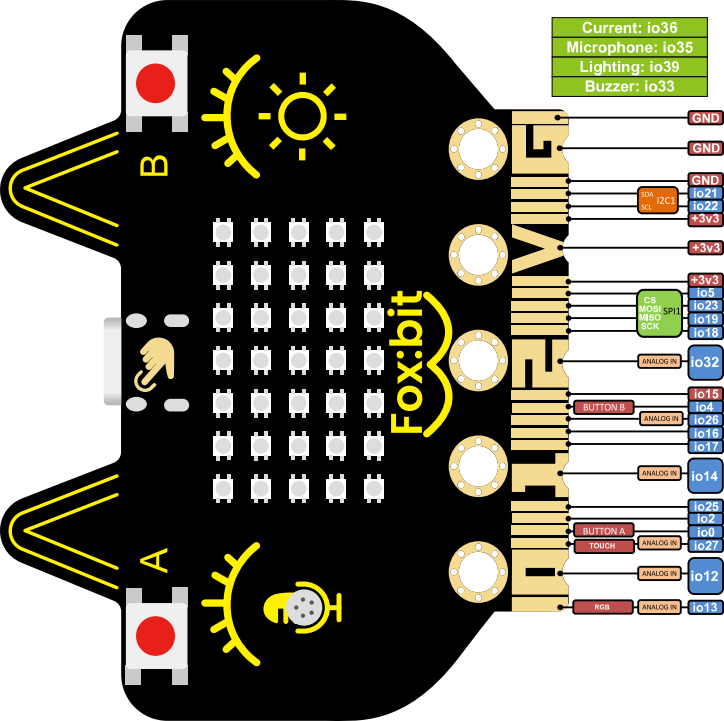 Current: io36
Microphone: io35
Lighting: io39
Buzzer: io33
GND
GND
GND
SDA io21
SCL I2C1 io22
+3v3
+3v3
+3v3
CS io5
MOSI SPI1 io23
MISO io19
SCK io18
ANALOG IN io32
io15
BUTTON B io4
ANALOG IN io26
io16
io17
ANALOG IN io14
io25
io2
BUTTON A io0
TOUCH ANALOG IN io27
ANALOG IN io12
RGB ANALOG IN io13
B
Fox:bit
A
G
V
2
1
0